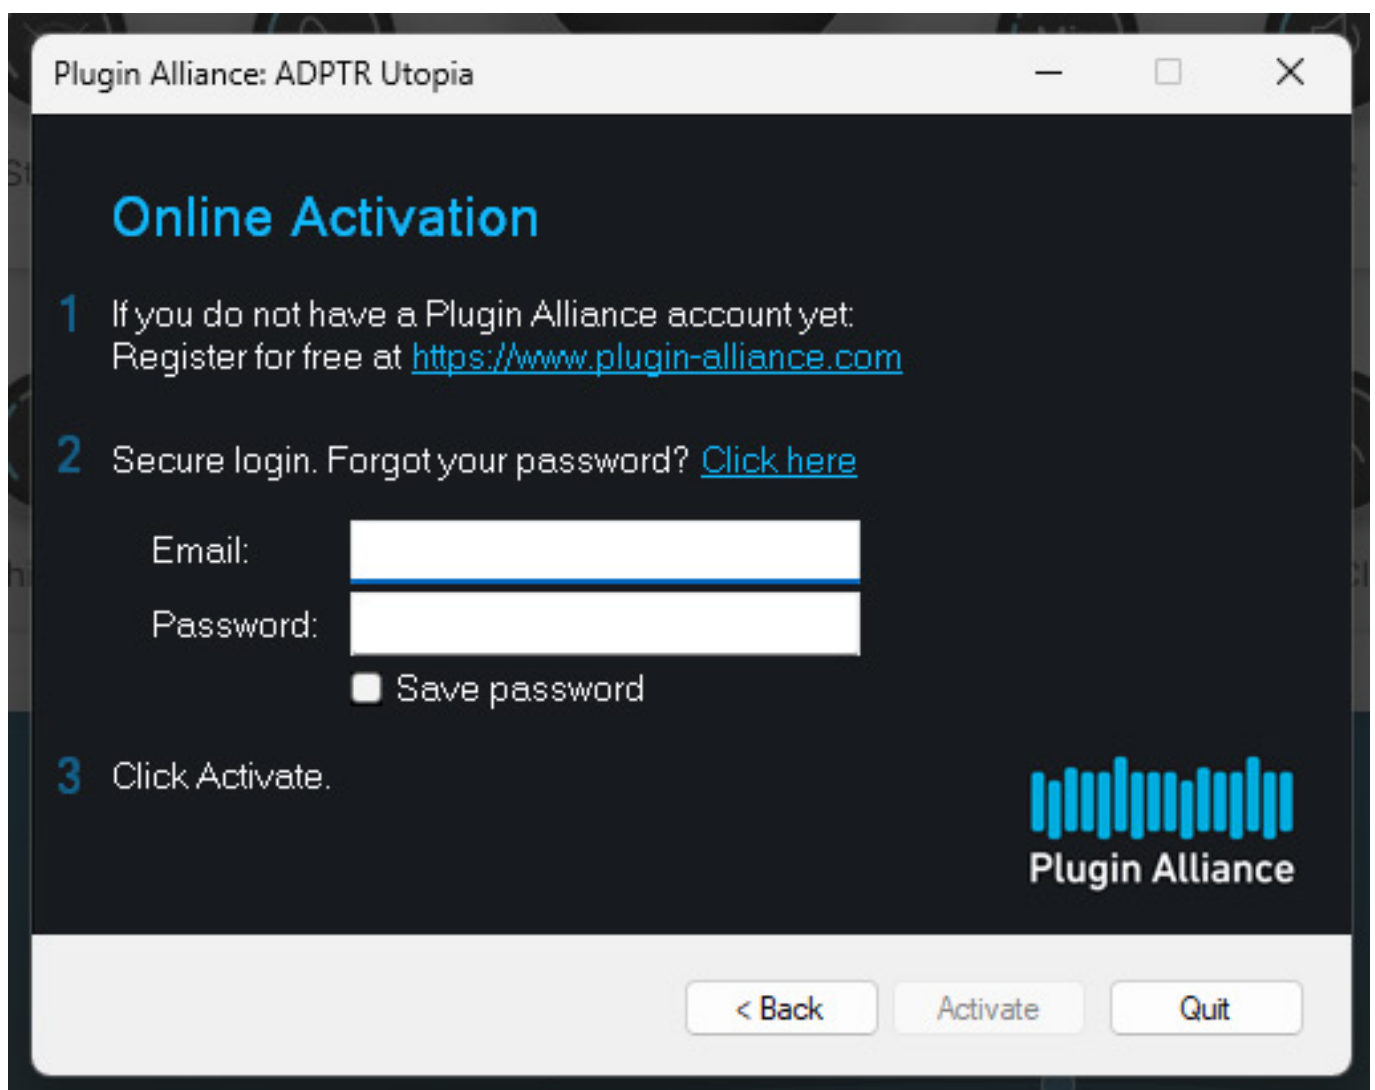 Plugin Alliance: ADPTR Utopia
Online Activation
1 If you do not have a Plugin Alliance account yet:
Register for free at https://www.plugin-alliance.com
2 Secure login. Forgot your password? Click here
Email:
Password:
Save password
3 Click Activate.
Plugin Alliance
< Back Activate Quit